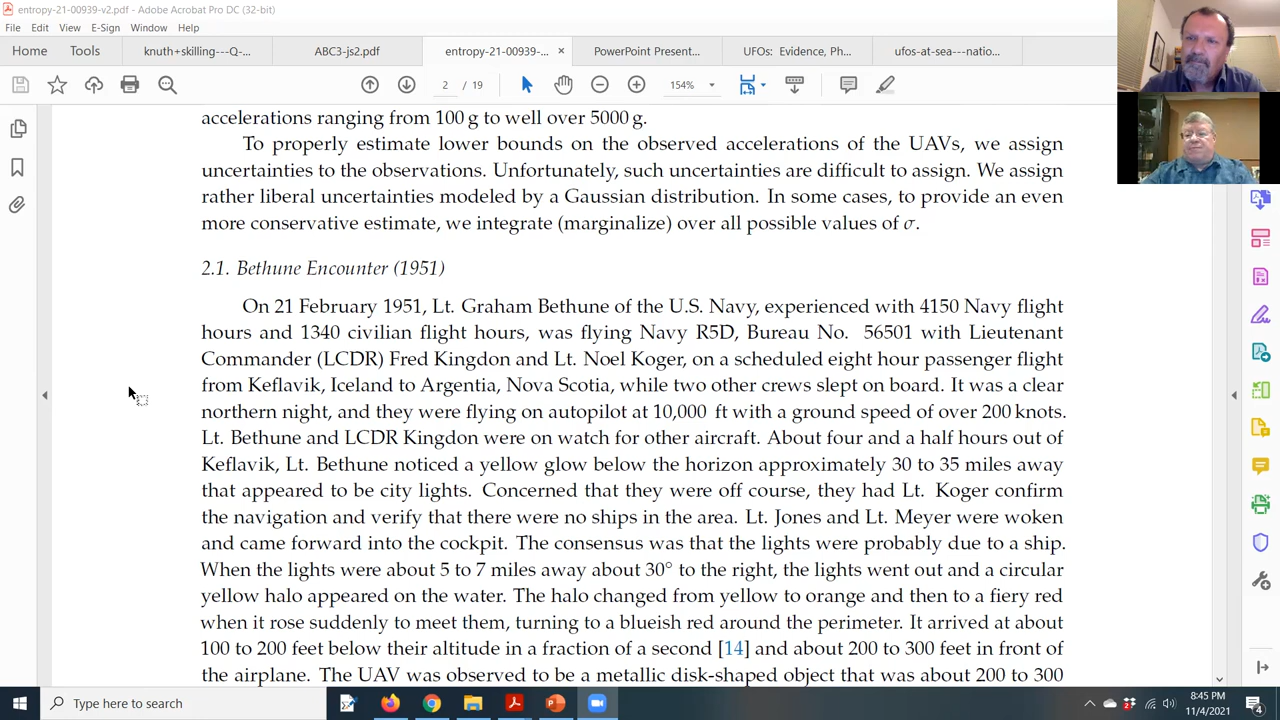 entropy-21-00939-v2.pdf - Adobe Acrobat Pro DC (32-bit)
File Edit View E-Sign Window Help
Home Tools knuth+skilling---Q-... ABC3-js2.pdf entropy-21-00939-... × PowerPoint Present... UFOs: Evidence, Ph... ufos-at-sea---natio...
2 / 19 154%
accelerations ranging from 100 g to well over 5000 g.
To properly estimate lower bounds on the observed accelerations of the UAVs, we assign
uncertainties to the observations. Unfortunately, such uncertainties are difficult to assign. We assign
rather liberal uncertainties modeled by a Gaussian distribution. In some cases, to provide an even
more conservative estimate, we integrate (marginalize) over all possible values of σ.
2.1. Bethune Encounter (1951)
On 21 February 1951, Lt. Graham Bethune of the U.S. Navy, experienced with 4150 Navy flight
hours and 1340 civilian flight hours, was flying Navy R5D, Bureau No. 56501 with Lieutenant
Commander (LCDR) Fred Kingdon and Lt. Noel Koger, on a scheduled eight hour passenger flight
from Keflavik, Iceland to Argentia, Nova Scotia, while two other crews slept on board. It was a clear
northern night, and they were flying on autopilot at 10,000 ft with a ground speed of over 200 knots.
Lt. Bethune and LCDR Kingdon were on watch for other aircraft. About four and a half hours out of
Keflavik, Lt. Bethune noticed a yellow glow below the horizon approximately 30 to 35 miles away
that appeared to be city lights. Concerned that they were off course, they had Lt. Koger confirm
the navigation and verify that there were no ships in the area. Lt. Jones and Lt. Meyer were woken
and came forward into the cockpit. The consensus was that the lights were probably due to a ship.
When the lights were about 5 to 7 miles away about 30° to the right, the lights went out and a circular
yellow halo appeared on the water. The halo changed from yellow to orange and then to a fiery red
when it rose suddenly to meet them, turning to a blueish red around the perimeter. It arrived at about
100 to 200 feet below their altitude in a fraction of a second [14] and about 200 to 300 feet in front of
the airplane. The UAV was observed to be a metallic disk-shaped object that was about 200 to 300
Type here to search
8:45 PM
11/4/2021
4